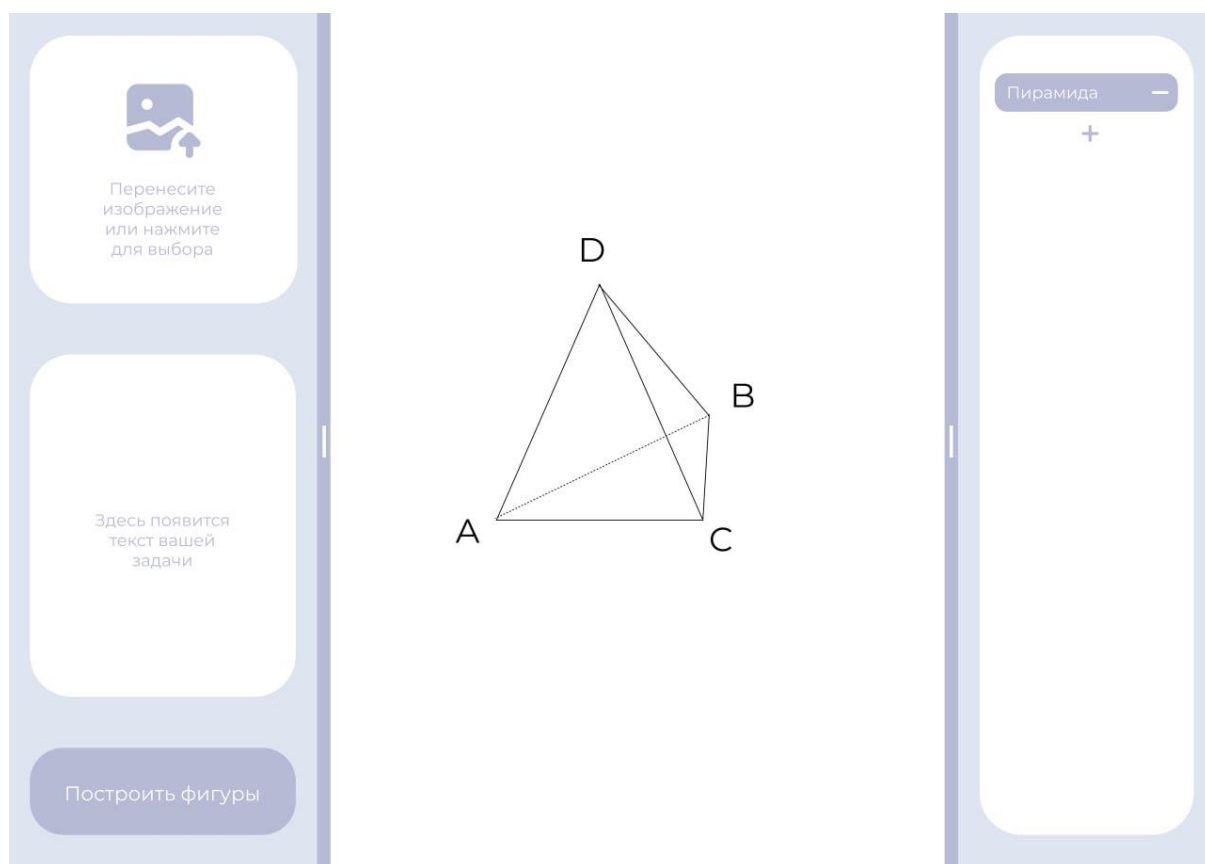 Перенесите
изображение
или нажмите
для выбора
Здесь появится
текст вашей
задачи
Построить фигуры
D
B
A
C
Пирамида